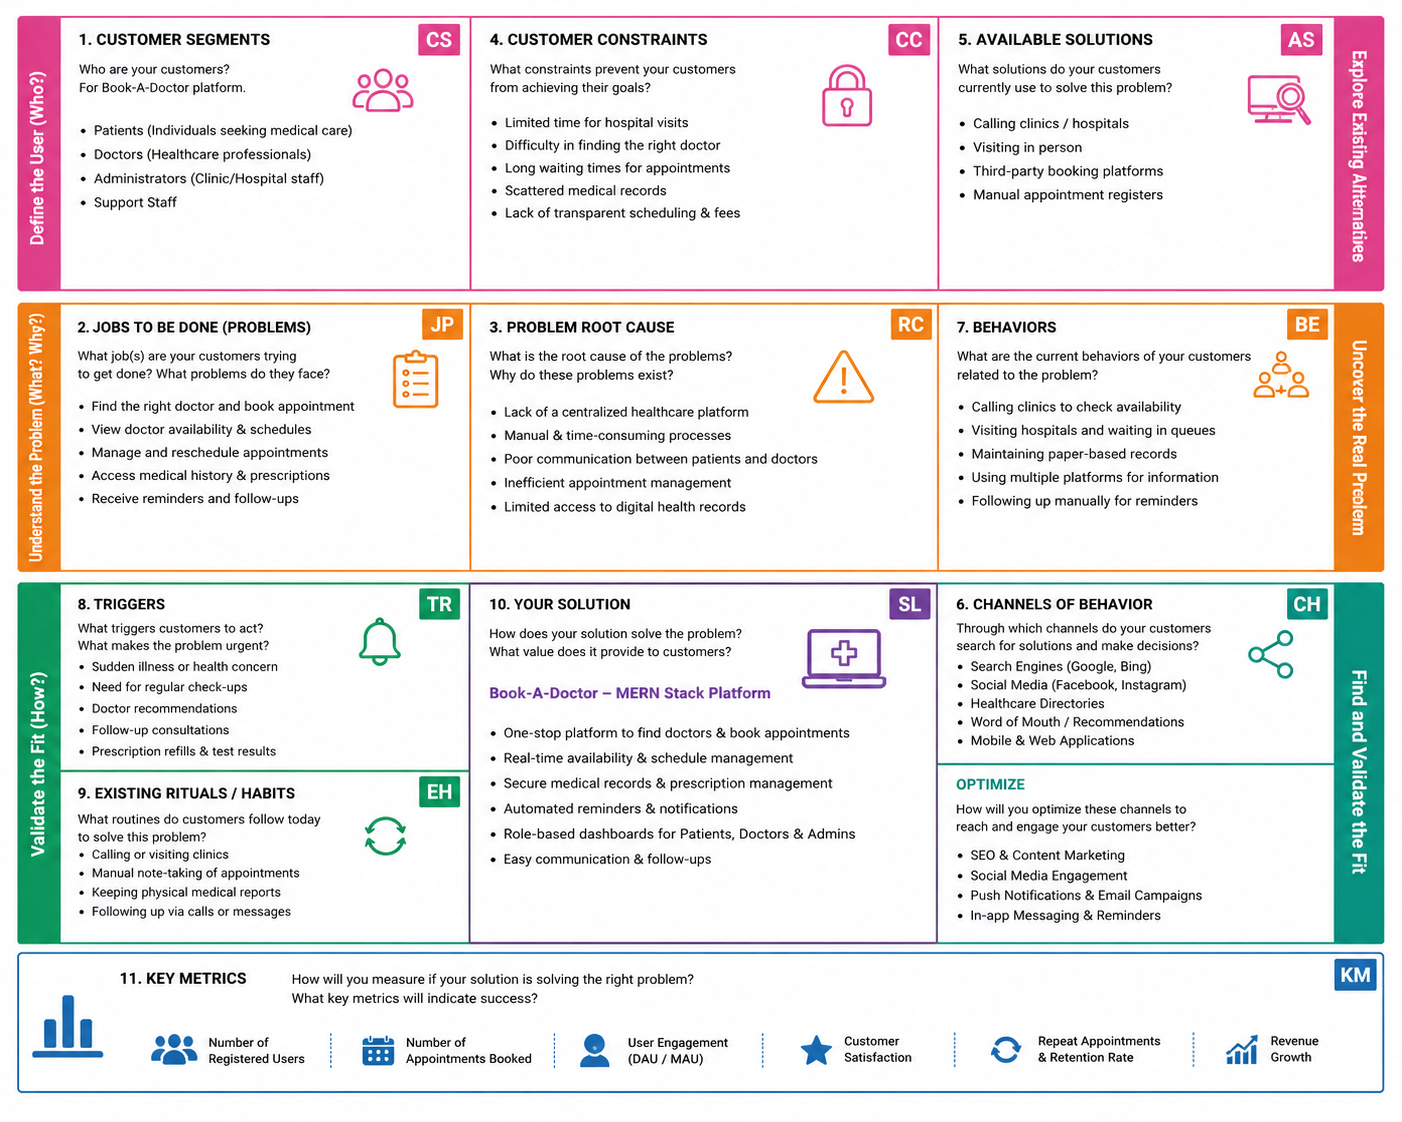 Define the User (Who?)
1. CUSTOMER SEGMENTS
CS
Who are your customers?
For Book-A-Doctor platform.
• Patients (Individuals seeking medical care)
• Doctors (Healthcare professionals)
• Administrators (Clinic/Hospital staff)
• Support Staff
4. CUSTOMER CONSTRAINTS
CC
What constraints prevent your customers
from achieving their goals?
• Limited time for hospital visits
• Difficulty in finding the right doctor
• Long waiting times for appointments
• Scattered medical records
• Lack of transparent scheduling & fees
5. AVAILABLE SOLUTIONS
AS
What solutions do your customers
currently use to solve this problem?
• Calling clinics / hospitals
• Visiting in person
• Third-party booking platforms
• Manual appointment registers
Explore Existing
Understand the Problem (What? Why?)
2. JOBS TO BE DONE (PROBLEMS)
JP
What job(s) are your customers trying
to get done? What problems do they face?
• Find the right doctor and book appointment
• View doctor availability & schedules
• Manage and reschedule appointments
• Access medical history & prescriptions
• Receive reminders and follow-ups
3. PROBLEM ROOT CAUSE
RC
What is the root cause of the problems?
Why do these problems exist?
• Lack of a centralized healthcare platform
• Manual & time-consuming processes
• Poor communication between patients and doctors
• Inefficient appointment management
• Limited access to digital health records
7. BEHAVIORS
BE
What are the current behaviors of your customers
related to the problem?
• Calling clinics to check availability
• Visiting hospitals and waiting in queues
• Maintaining paper-based records
• Using multiple platforms for information
• Following up manually for reminders
Uncover the Real
Validate the Fit (How?)
8. TRIGGERS
TR
What triggers customers to act?
What makes the problem urgent?
• Sudden illness or health concern
• Need for regular check-ups
• Doctor recommendations
• Follow-up consultations
• Prescription refills & test results
9. EXISTING RITUALS / HABITS
EH
What routines do customers follow today
to solve this problem?
• Calling or visiting clinics
• Manual note-taking of appointments
• Keeping physical medical reports
• Following up via calls or messages
10. YOUR SOLUTION
SL
How does your solution solve the problem?
What value does it provide to customers?
Book-A-Doctor – MERN Stack Platform
• One-stop platform to find doctors & book appointments
• Real-time availability & schedule management
• Secure medical records & prescription management
• Automated reminders & notifications
• Role-based dashboards for Patients, Doctors & Admins
• Easy communication & follow-ups
6. CHANNELS OF BEHAVIOR
CH
Through which channels do your customers
search for solutions and make decisions?
• Search Engines (Google, Bing)
• Social Media (Facebook, Instagram)
• Healthcare Directories
• Word of Mouth / Recommendations
• Mobile & Web Applications
OPTIMIZE
How will you optimize these channels to
reach and engage your customers better?
• SEO & Content Marketing
• Social Media Engagement
• Push Notifications & Email Campaigns
• In-app Messaging & Reminders
Find and Validate the Fit
11. KEY METRICS
How will you measure if your solution is solving the right problem?
What key metrics will indicate success?
KM
Number of
Registered Users
Number of
Appointments Booked
User Engagement
(DAU / MAU)
Customer
Satisfaction
Repeat Appointments
& Retention Rate
Revenue
Growth